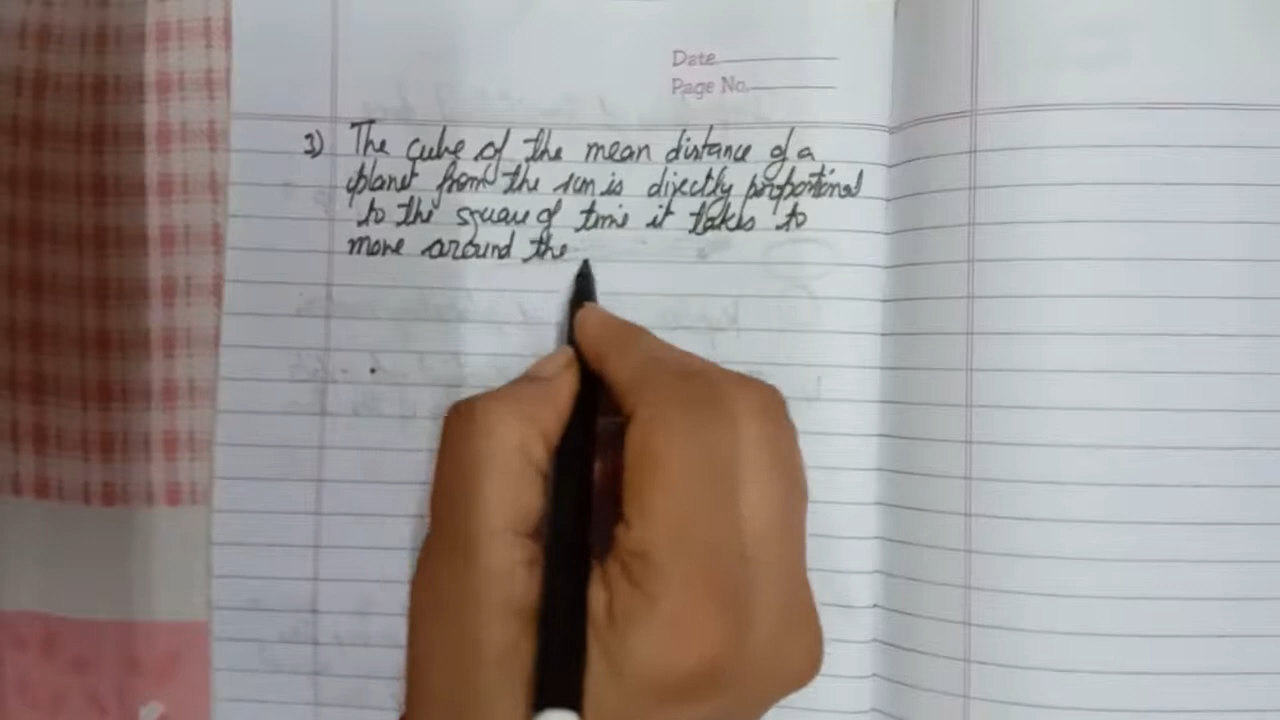 Date
Page No.
3) The cube of the mean distance of a
planet from the sun is directly proportional
to the square of time it takes to
move around the